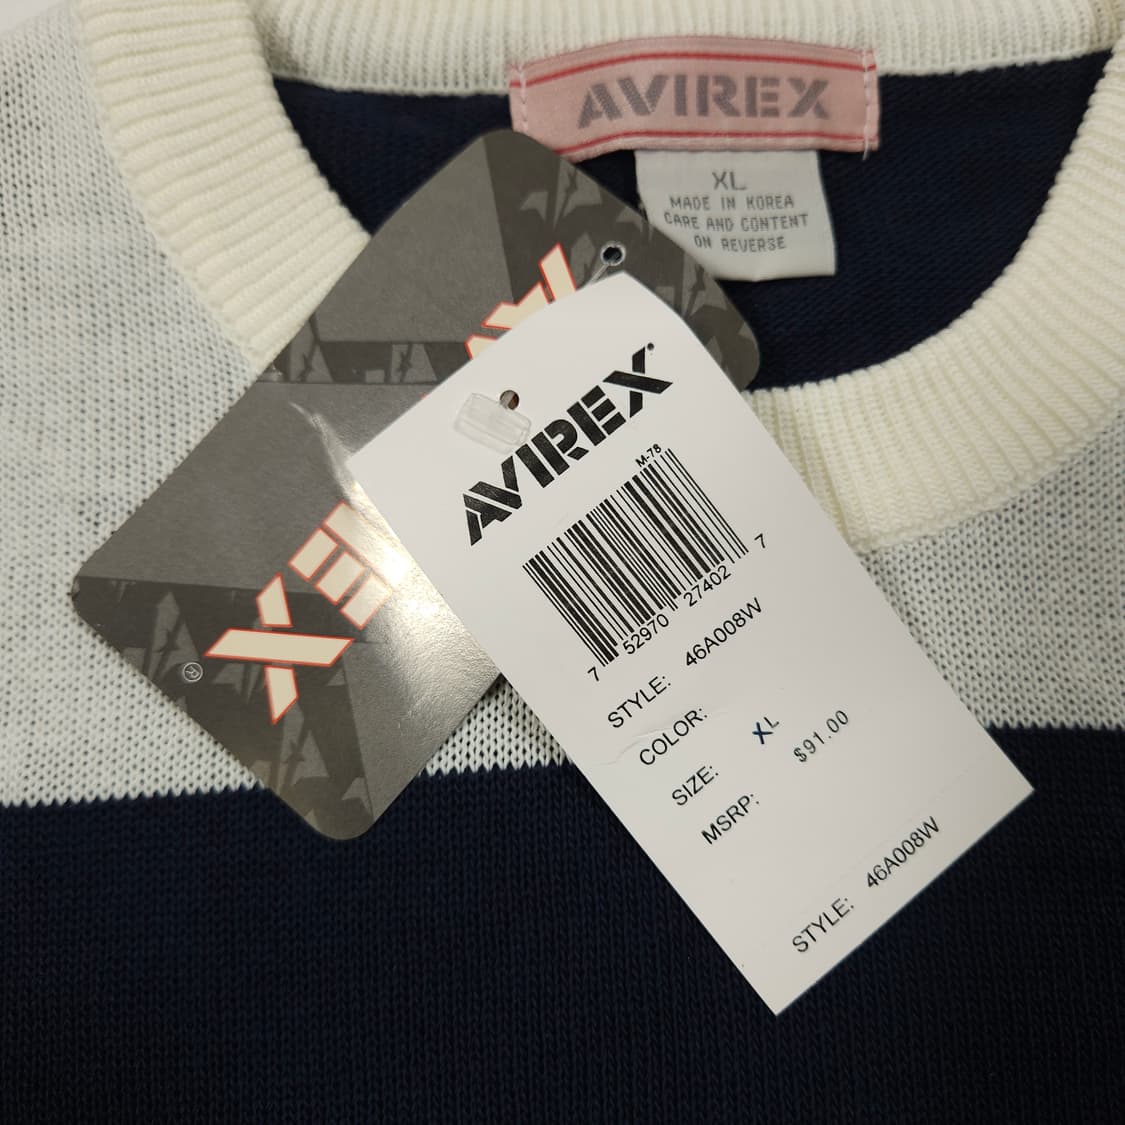 AVIREX
XL
MADE IN KOREA
CARE AND CONTENT
ON REVERSE
EX
®
AVIREX
M-78
7 52970 27402 7
STYLE: 46A008W
COLOR:
SIZE: XL
MSRP: $91.00
STYLE: 46A008W